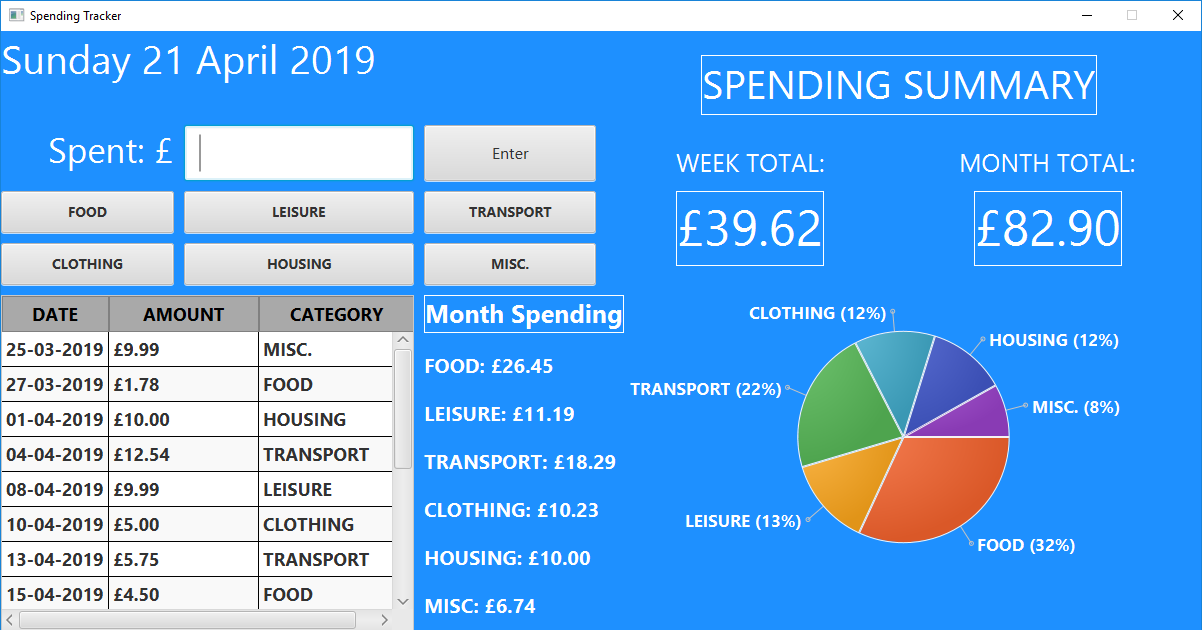 Spending Tracker
Sunday 21 April 2019
Spent: £
Enter
FOOD
LEISURE
TRANSPORT
CLOTHING
HOUSING
MISC.
DATE AMOUNT CATEGORY
25-03-2019 £9.99 MISC.
27-03-2019 £1.78 FOOD
01-04-2019 £10.00 HOUSING
04-04-2019 £12.54 TRANSPORT
08-04-2019 £9.99 LEISURE
10-04-2019 £5.00 CLOTHING
13-04-2019 £5.75 TRANSPORT
15-04-2019 £4.50 FOOD
Month Spending
FOOD: £26.45
LEISURE: £11.19
TRANSPORT: £18.29
CLOTHING: £10.23
HOUSING: £10.00
MISC: £6.74
SPENDING SUMMARY
WEEK TOTAL:
£39.62
MONTH TOTAL:
£82.90
CLOTHING (12%)
HOUSING (12%)
TRANSPORT (22%)
MISC. (8%)
LEISURE (13%)
FOOD (32%)